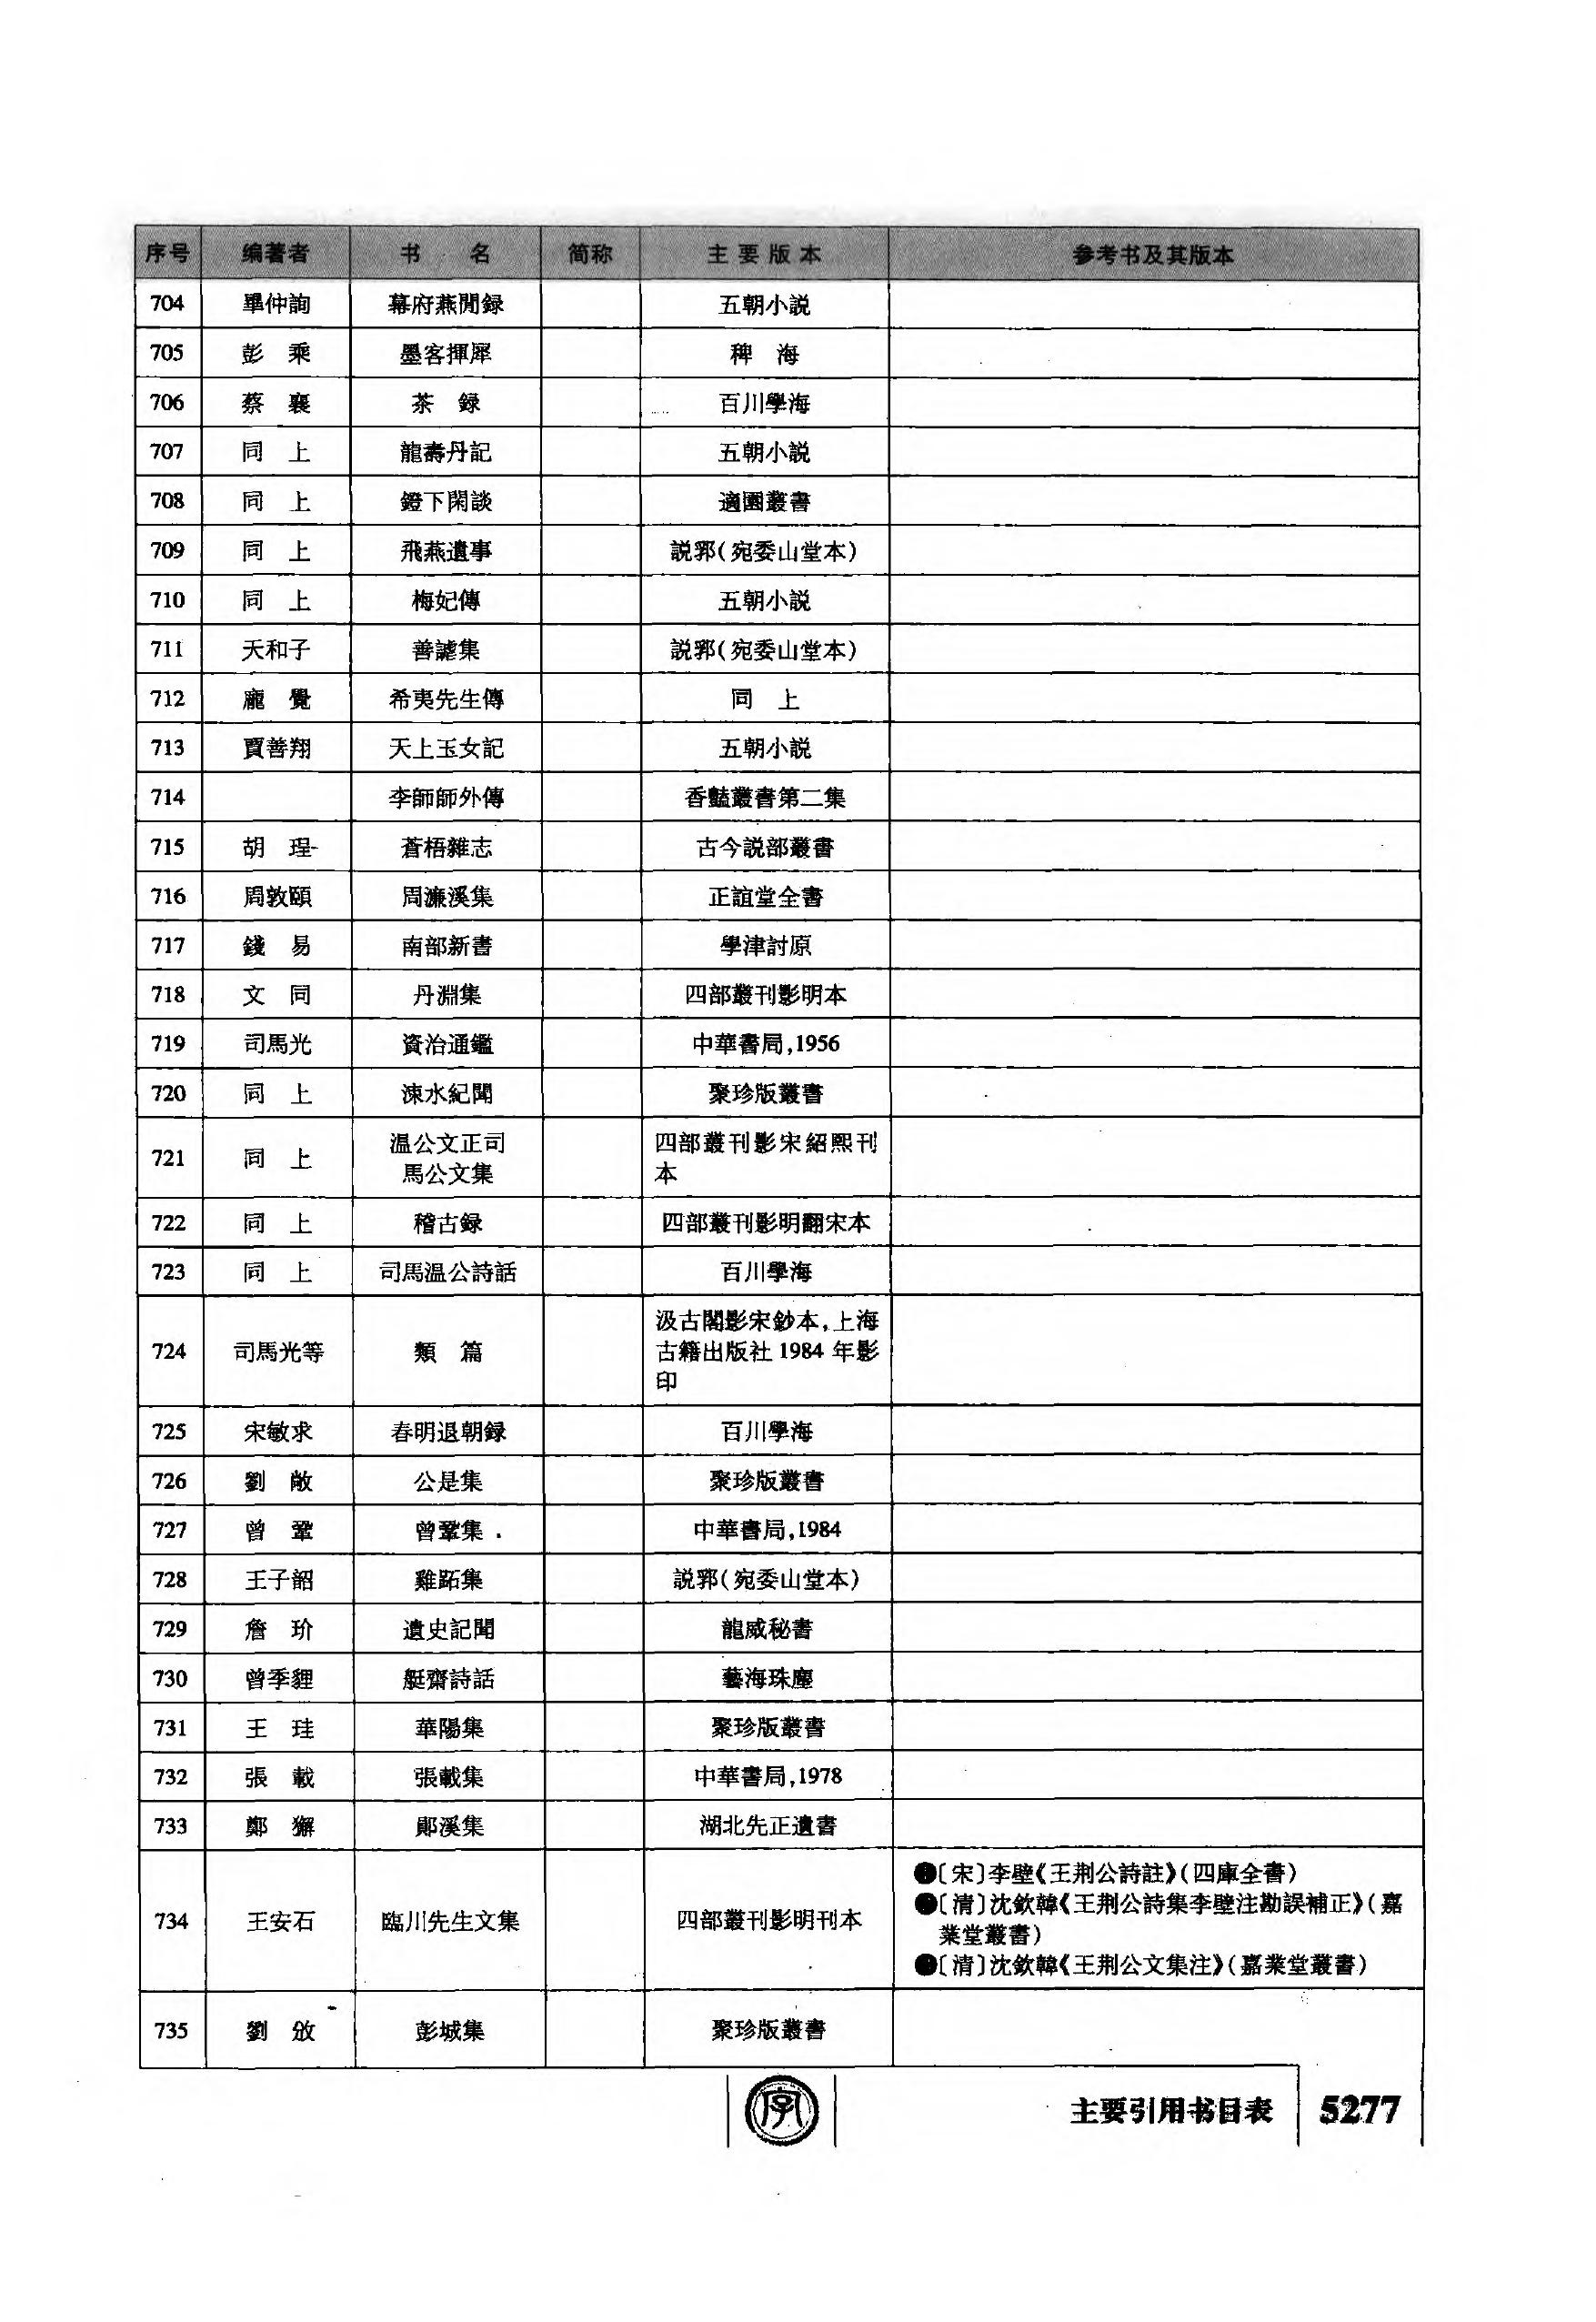 序号 编著者 书 名 简称 主要版本 参考书及其版本
704 畢仲詢 幕府燕閒録 五朝小説
705 彭 乘 墨客揮犀 稗 海
706 蔡 襄 茶 録 百川學海
707 同 上 龍壽丹記 五朝小説
708 同 上 鐙下閑談 適園叢書
709 同 上 飛燕遺事 説郛(宛委山堂本)
710 同 上 梅妃傳 五朝小説
711 天和子 善謔集 説郛(宛委山堂本)
712 龐 覺 希夷先生傳 同 上
713 賈善翔 天上玉女記 五朝小説
714 李師師外傳 香豔叢書第二集
715 胡 珵 蒼梧雜志 古今説部叢書
716 周敦頤 周濂溪集 正誼堂全書
717 錢 易 南部新書 學津討原
718 文 同 丹淵集 四部叢刊影明本
719 司馬光 資治通鑑 中華書局,1956
720 同 上 涑水紀聞 聚珍版叢書
721 同 上 温公文正司 四部叢刊影宋紹熙刊
馬公文集 本
722 同 上 稽古録 四部叢刊影明翻宋本
723 同 上 司馬温公詩話 百川學海
汲古閣影宋鈔本,上海
724 司馬光等 類 篇 古籍出版社1984年影
印
725 宋敏求 春明退朝録 百川學海
726 劉 敞 公是集 聚珍版叢書
727 曾 鞏 曾鞏集 中華書局,1984
728 王子韶 雞跖集 説郛(宛委山堂本)
729 詹 玠 遺史記聞 龍威秘書
730 曾季貍 艇齋詩話 藝海珠塵
731 王 珪 華陽集 聚珍版叢書
732 張 載 張載集 中華書局,1978
733 鄭 獬 鄖溪集 湖北先正遺書
734 王安石 臨川先生文集 四部叢刊影明刊本
●〔宋〕李壁《王荆公詩註》(四庫全書)
●〔清〕沈欽韓《王荆公詩集李壁注勘誤補正》(嘉
業堂叢書)
●〔清〕沈欽韓《王荆公文集注》(嘉業堂叢書)
735 劉 攽 彭城集 聚珍版叢書
字
主要引用书目表 5277